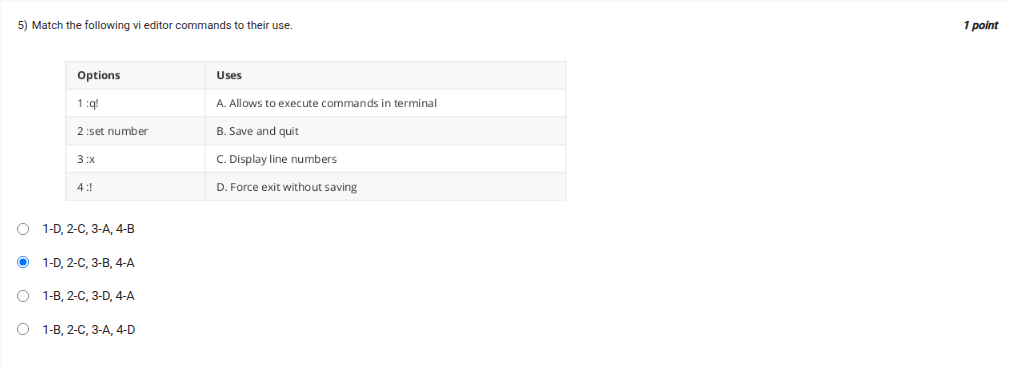 5) Match the following vi editor commands to their use.
1 point
Options Uses
1 :q! A. Allows to execute commands in terminal
2 :set number B. Save and quit
3 :x C. Display line numbers
4 :! D. Force exit without saving
1-D, 2-C, 3-A, 4-B
1-D, 2-C, 3-B, 4-A
1-B, 2-C, 3-D, 4-A
1-B, 2-C, 3-A, 4-D